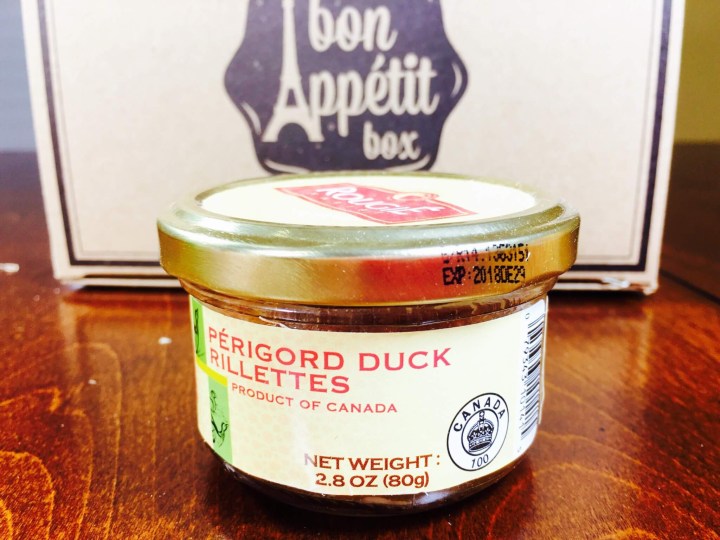 bon
Appétit
box
ROUGIÉ
EXP:2018DE29
PÉRIGORD DUCK
RILLETTES
PRODUCT OF CANADA
CANADA
100
NET WEIGHT:
2.8 OZ (80g)